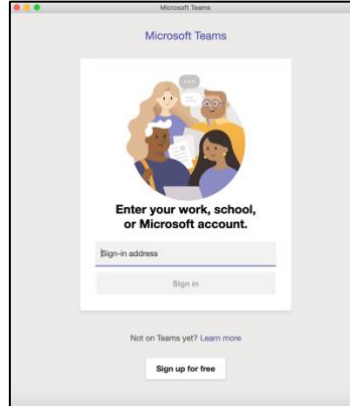 Microsoft Teams
Microsoft Teams
Enter your work, school,
or Microsoft account.
Sign-in address
Sign in
Not on Teams yet? Learn more
Sign up for free